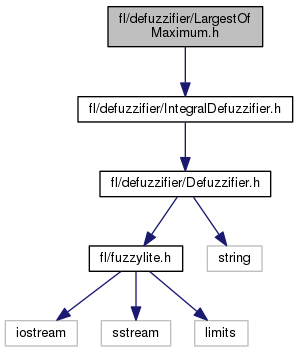 fl/defuzzifier/LargestOf
Maximum.h
fl/defuzzifier/IntegralDefuzzifier.h
fl/defuzzifier/Defuzzifier.h
fl/fuzzylite.h
string
iostream
sstream
limits